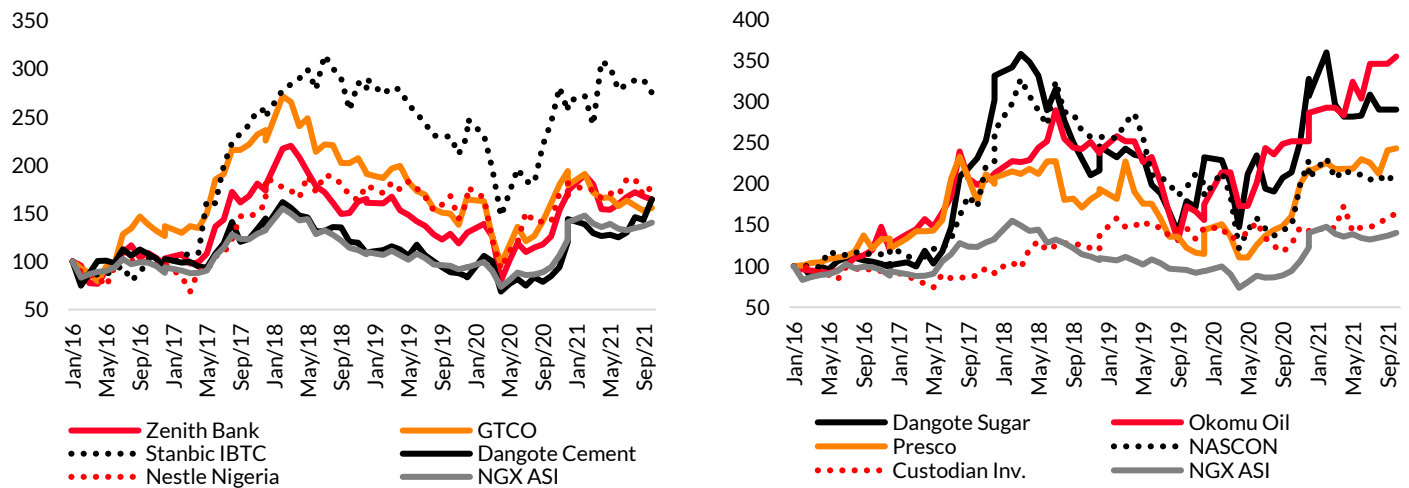 350
300
250
200
150
100
50
Jan/16
May/16
Sep/16
Jan/17
May/17
Sep/17
Jan/18
May/18
Sep/18
Jan/19
May/19
Sep/19
Jan/20
May/20
Sep/20
Jan/21
May/21
Sep/21
Zenith Bank
GTCO
Stanbic IBTC
Dangote Cement
Nestle Nigeria
NGX ASI
400
350
300
250
200
150
100
50
Jan/16
May/16
Sep/16
Jan/17
May/17
Sep/17
Jan/18
May/18
Sep/18
Jan/19
May/19
Sep/19
Jan/20
May/20
Sep/20
Jan/21
May/21
Sep/21
Dangote Sugar
Okomu Oil
Presco
NASCON
Custodian Inv.
NGX ASI